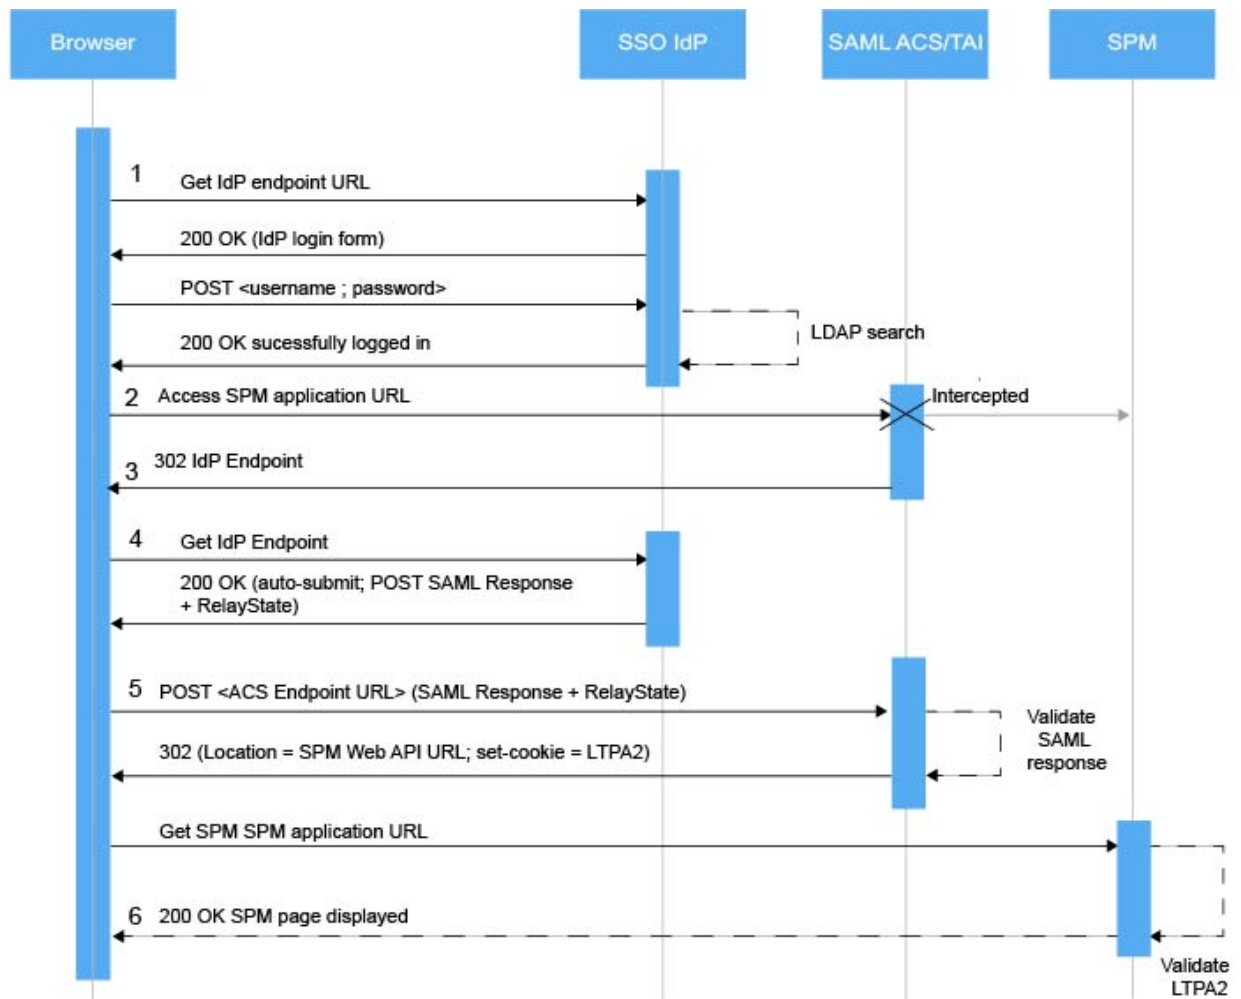 Browser
SSO IdP
SAML ACS/TAI
SPM
1
Get IdP endpoint URL
200 OK (IdP login form)
POST <username ; password>
LDAP search
200 OK sucessfully logged in
2
Access SPM application URL
Intercepted
3
302 IdP Endpoint
4
Get IdP Endpoint
200 OK (auto-submit; POST SAML Response
+ RelayState)
5
POST <ACS Endpoint URL> (SAML Response + RelayState)
Validate
SAML
response
302 (Location = SPM Web API URL; set-cookie = LTPA2)
Get SPM SPM application URL
6
200 OK SPM page displayed
Validate
LTPA2